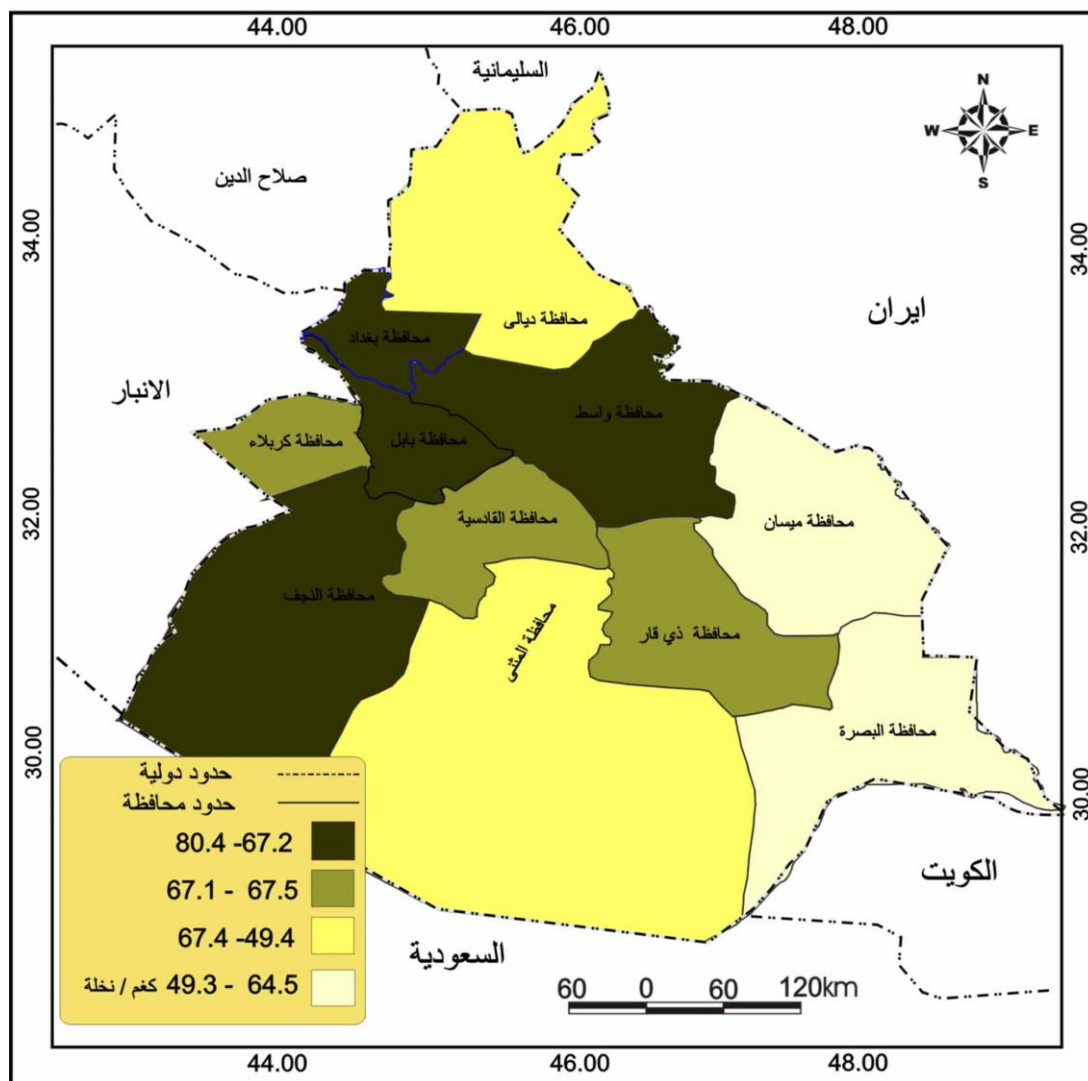 44.00 46.00 48.00
السليمانية
N
W E
S
صلاح الدين
34.00 34.00
ايران
محافظة ديالى
محافظة بغداد
الانبار
محافظة واسط
محافظة كربلاء
محافظة بابل
32.00 32.00
محافظة القادسية
محافظة ميسان
محافظة النجف
محافظة ذي قار
محافظة المثنى
محافظة البصرة
30.00 30.00
حدود دولية
حدود محافظة
80.4 -67.2
67.1 - 67.5
67.4 -49.4
49.3 - 64.5 كغم / نخلة
الكويت
السعودية
60 0 60 120km
44.00 46.00 48.00